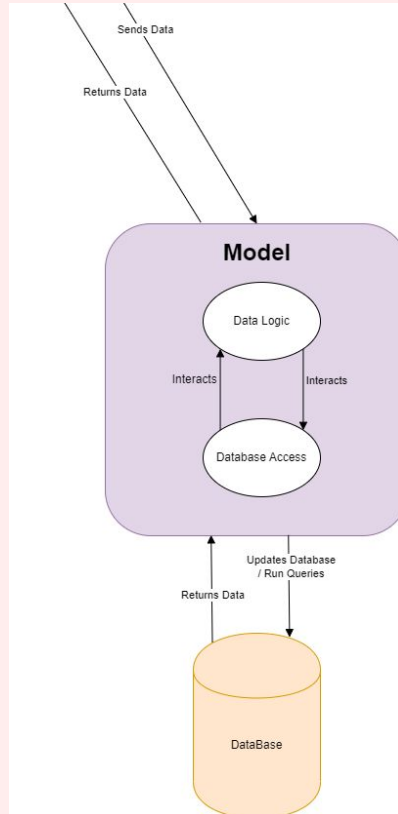 Sends Data
Returns Data
Model
Data Logic
Interacts
Interacts
Database Access
Updates Database
/ Run Queries
Returns Data
DataBase